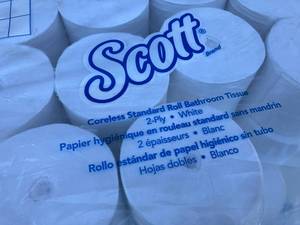 Scott®
Brand
Coreless Standard Roll Bathroom Tissue
2-Ply • White
Papier hygiénique en rouleau standard sans mandrin
2 épaisseurs • Blanc
Rollo estándar de papel higiénico sin tubo
Hojas dobles • Blanco